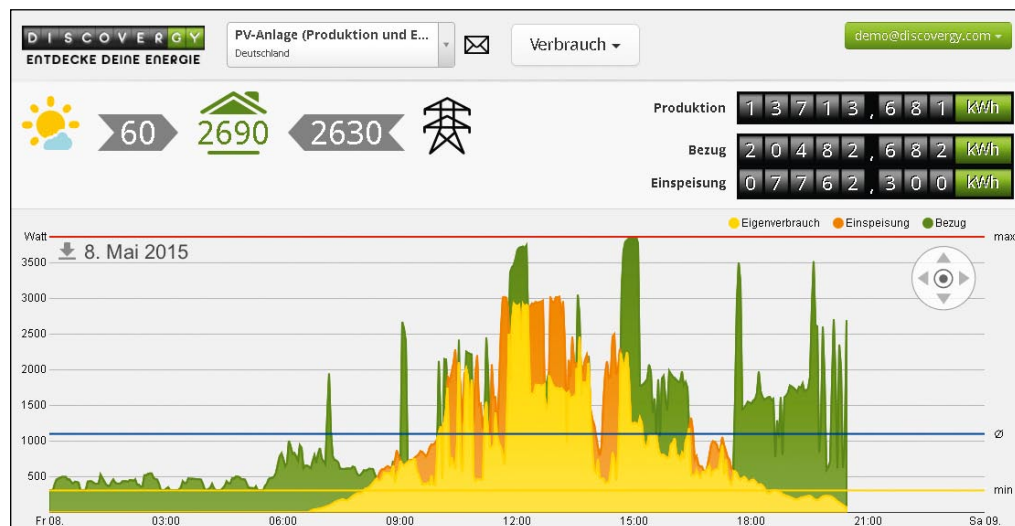 DISCOVERGY
ENTDECKE DEINE ENERGIE
PV-Anlage (Produktion und E...
Deutschland
Verbrauch
demo@discovergy.com
60
2690
2630
Produktion 13713,681 kWh
Bezug 20482,682 kWh
Einspeisung 07762,300 kWh
Eigenverbrauch Einspeisung Bezug
Watt
max
8. Mai 2015
3500
3000
2500
2000
1500
1000
Ø
500
min
Fr 08. 03:00 06:00 09:00 12:00 15:00 18:00 21:00 Sa 09.